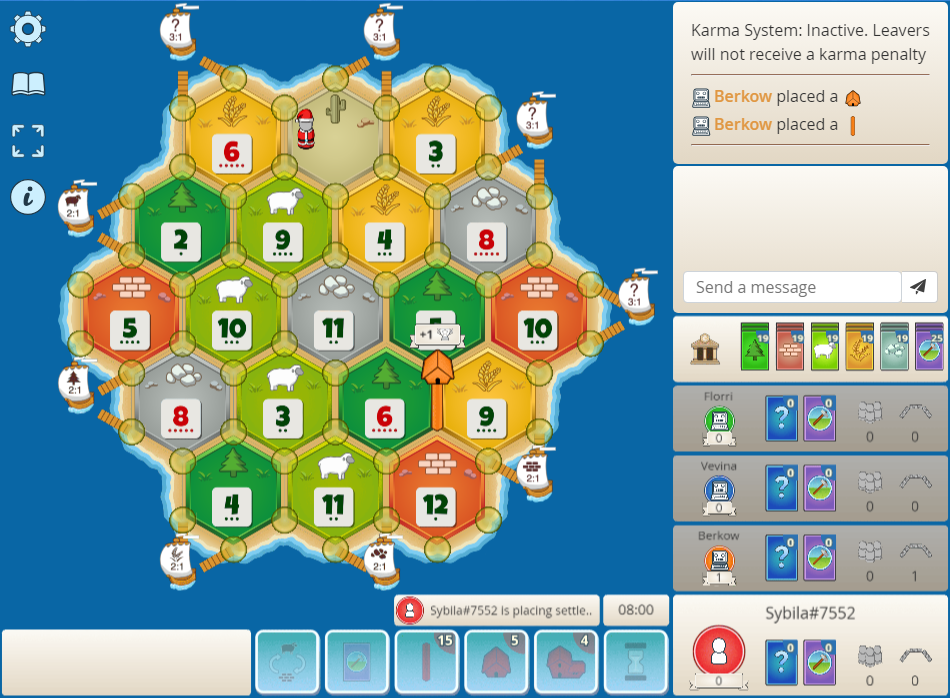 ?
3:1
?
3:1
?
3:1
2:1
6
3
2
9
4
8
?
3:1
5
10
11
+1
10
2:1
8
3
6
9
2:1
4
11
12
2:1
2:1
Karma System: Inactive. Leavers
will not receive a karma penalty
Berkow placed a
Berkow placed a
Send a message
19 19 19 19 19 25
Florri
0 ? 0 0 0 0
Vevina
0 ? 0 0 0 0
Berkow
1 ? 0 0 0 1
Sybila#7552 is placing settle.. 08:00
15 5 4
Sybila#7552
0 ? 0 0 0 0
i